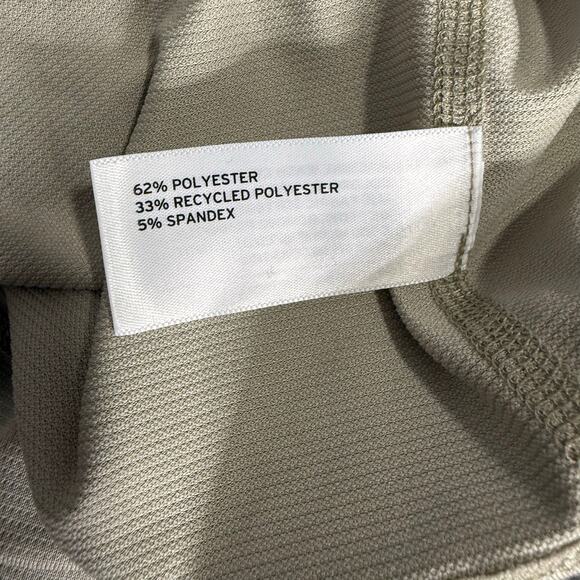 62% POLYESTER
33% RECYCLED POLYESTER
5% SPANDEX